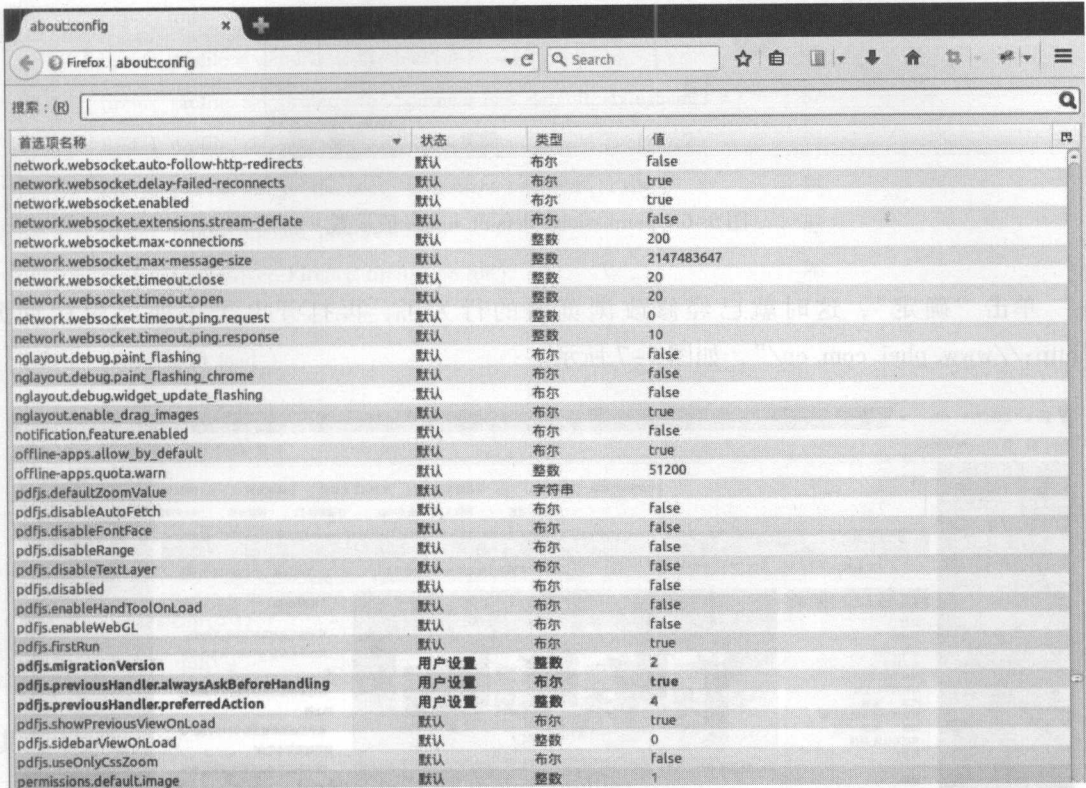 about:config
Firefox | about:config Search
搜索：(R)
首选项名称 状态 类型 值
network.websocket.auto-follow-http-redirects 默认 布尔 false
network.websocket.delay-failed-reconnects 默认 布尔 true
network.websocket.enabled 默认 布尔 true
network.websocket.extensions.stream-deflate 默认 布尔 false
network.websocket.max-connections 默认 整数 200
network.websocket.max-message-size 默认 整数 2147483647
network.websocket.timeout.close 默认 整数 20
network.websocket.timeout.open 默认 整数 20
network.websocket.timeout.ping.request 默认 整数 0
network.websocket.timeout.ping.response 默认 整数 10
nglayout.debug.paint_flashing 默认 布尔 false
nglayout.debug.paint_flashing_chrome 默认 布尔 false
nglayout.debug.widget_update_flashing 默认 布尔 false
nglayout.enable_drag_images 默认 布尔 true
notification.feature.enabled 默认 布尔 false
offline-apps.allow_by_default 默认 布尔 true
offline-apps.quota.warn 默认 整数 51200
pdfjs.defaultZoomValue 默认 字符串
pdfjs.disableAutoFetch 默认 布尔 false
pdfjs.disableFontFace 默认 布尔 false
pdfjs.disableRange 默认 布尔 false
pdfjs.disableTextLayer 默认 布尔 false
pdfjs.disabled 默认 布尔 false
pdfjs.enableHandToolOnLoad 默认 布尔 false
pdfjs.enableWebGL 默认 布尔 false
pdfjs.firstRun 默认 布尔 true
pdfjs.migrationVersion 用户设置 整数 2
pdfjs.previousHandler.alwaysAskBeforeHandling 用户设置 布尔 true
pdfjs.previousHandler.preferredAction 用户设置 整数 4
pdfjs.showPreviousViewOnLoad 默认 布尔 true
pdfjs.sidebarViewOnLoad 默认 整数 0
pdfjs.useOnlyCssZoom 默认 布尔 false
permissions.default.image 默认 整数 1